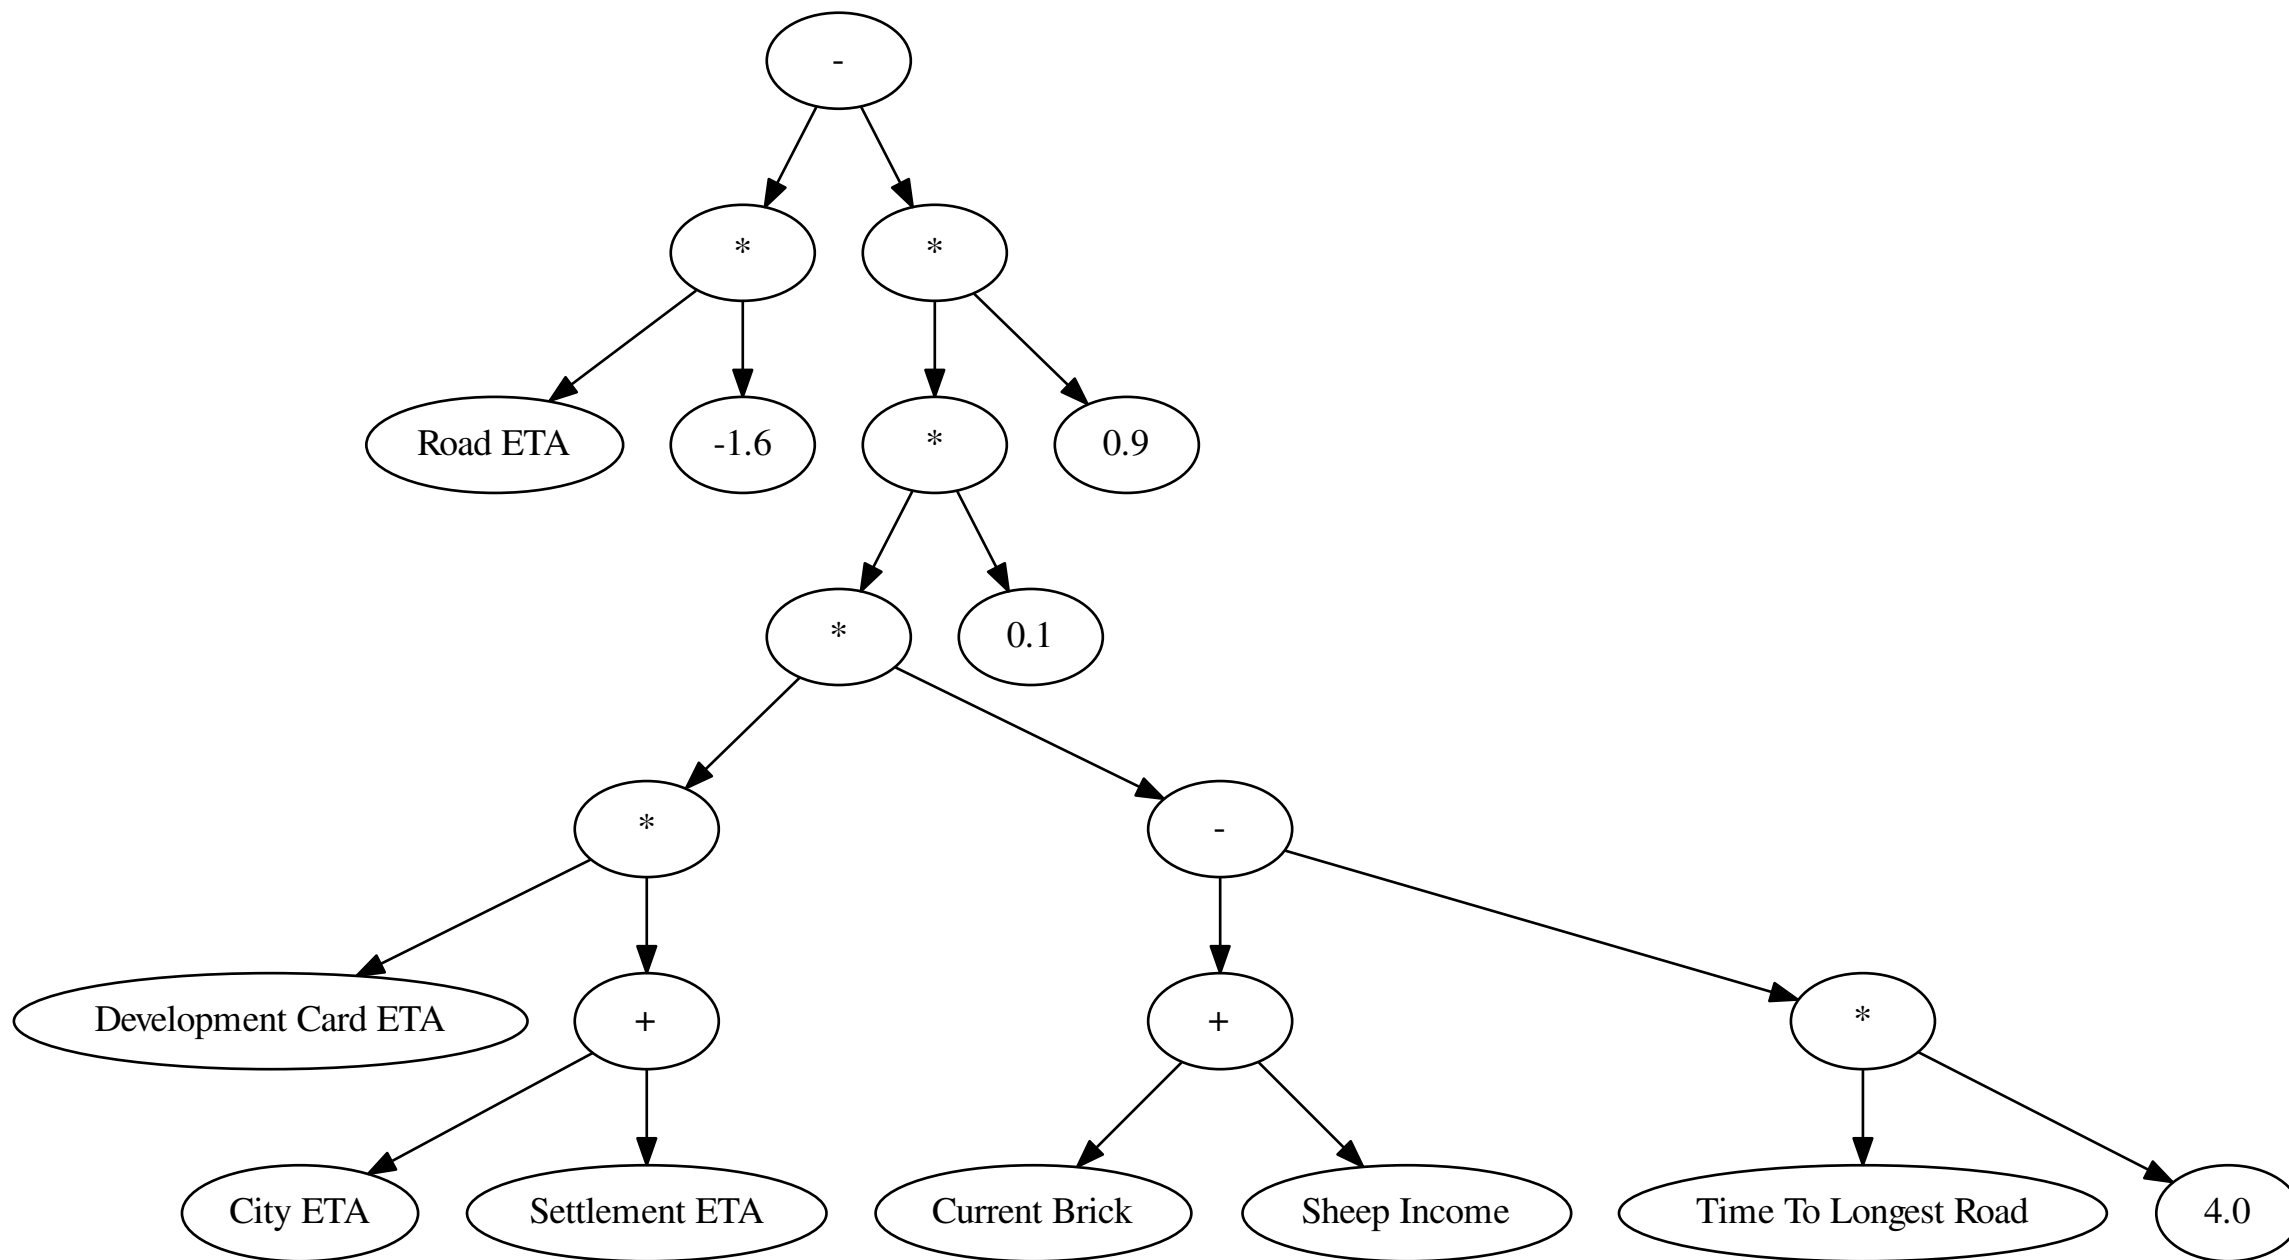 -
*
*
Road ETA
-1.6
*
0.9
*
0.1
*
-
Development Card ETA
+
+
*
City ETA
Settlement ETA
Current Brick
Sheep Income
Time To Longest Road
4.0